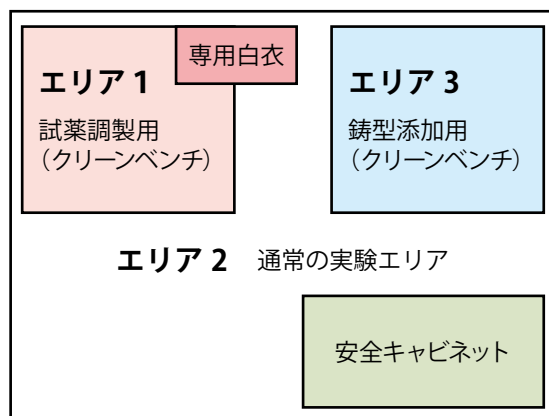 専用白衣
エリア 1
試薬調製用
（クリーンベンチ）
エリア 3
鋳型添加用
（クリーンベンチ）
エリア 2 通常の実験エリア
安全キャビネット